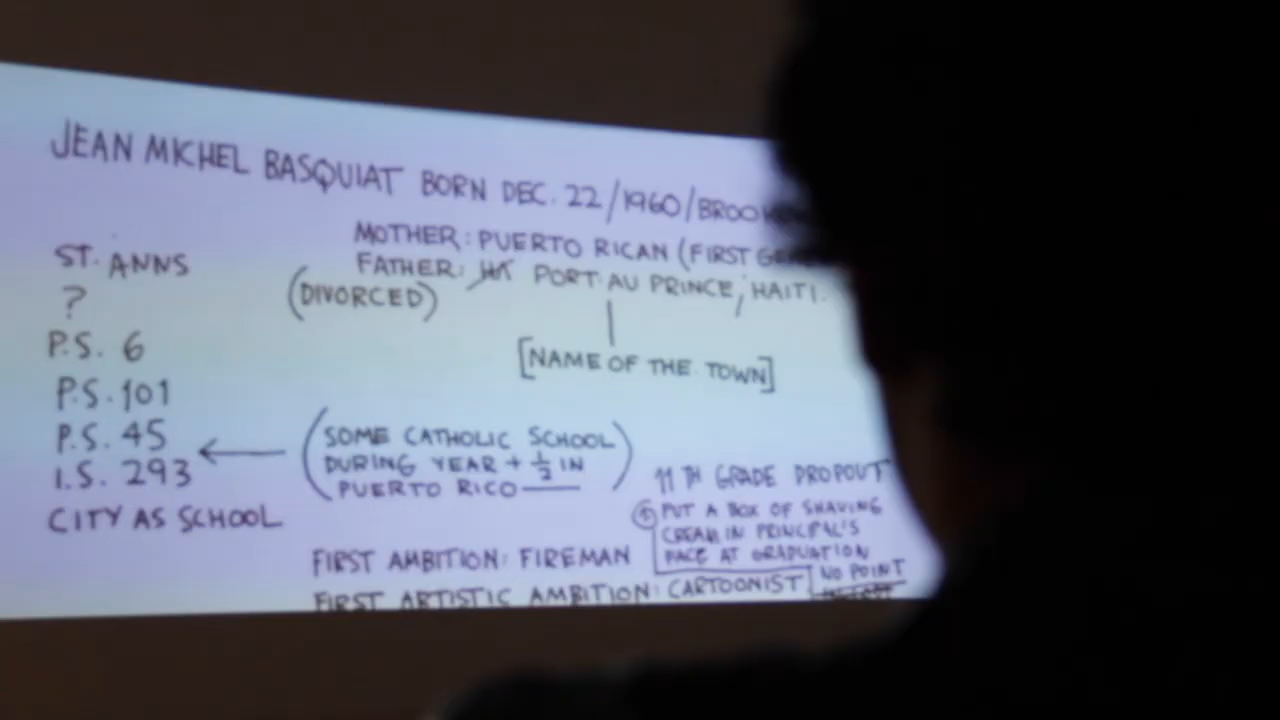 JEAN MICHEL BASQUIAT BORN DEC. 22/1960/BROOK
MOTHER: PUERTO RICAN (FIRST
FATHER: HA PORT AU PRINCE, HAITI.
(DIVORCED)
[NAME OF THE TOWN]
ST. ANNS
?
P.S. 6
P.S. 101
P.S. 45
I.S. 293
CITY AS SCHOOL
(SOME CATHOLIC SCHOOL
DURING YEAR + 1/2 IN
PUERTO RICO)
11TH GRADE DROPOUT
PUT A BOX OF SHAVING
CREAM IN PRINCIPAL'S
FACE AT GRADUATION
NO POINT
FIRST AMBITION: FIREMAN
FIRST ARTISTIC AMBITION: CARTOONIST